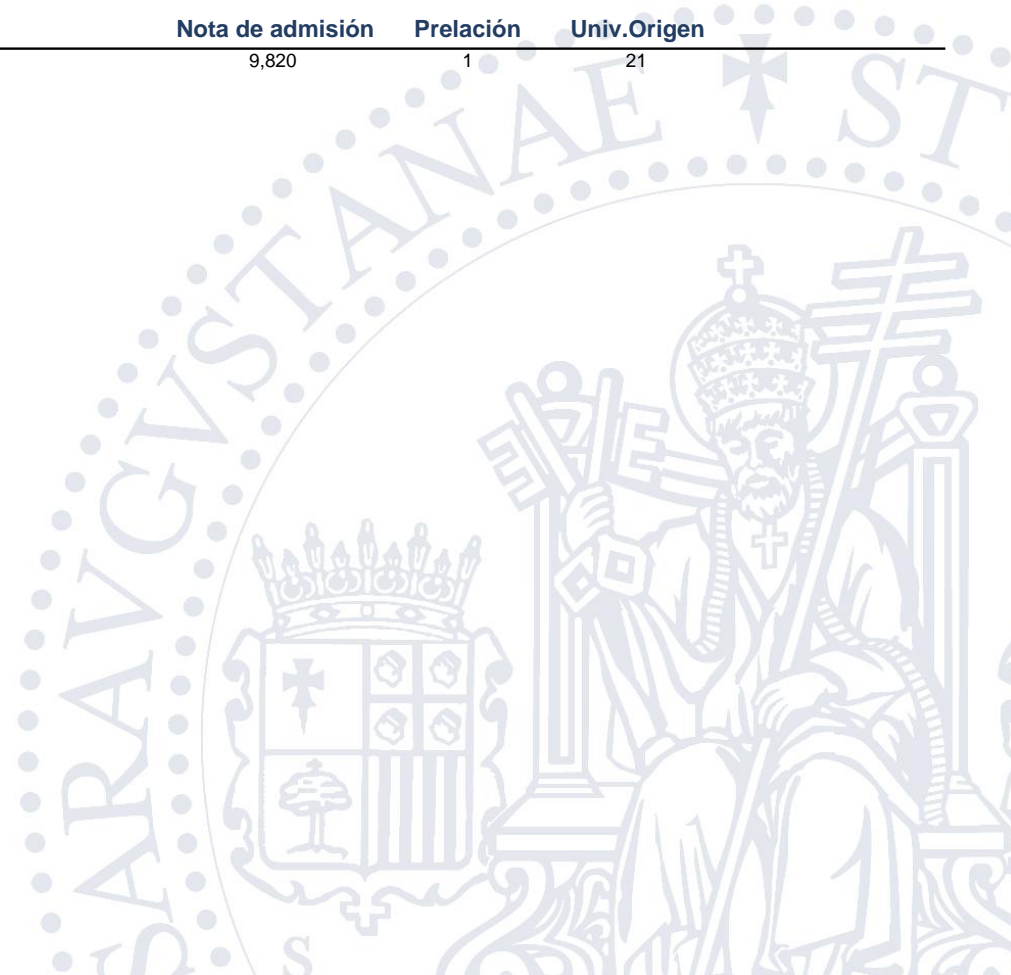 Nota de admisión Prelación Univ.Origen
9,820 1 21
SARAVGVSTANAE ST
S